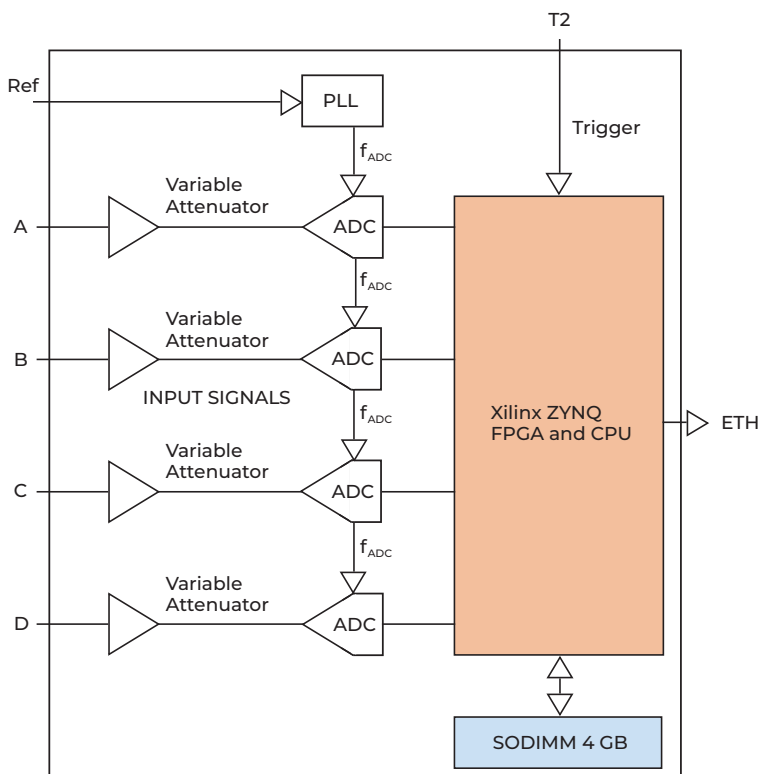 T2
Ref
PLL
Trigger
fADC
Variable
Attenuator
A
ADC
fADC
Variable
Attenuator
B
ADC
INPUT SIGNALS
fADC
Xilinx ZYNQ
FPGA and CPU
ETH
Variable
Attenuator
C
ADC
fADC
Variable
Attenuator
D
ADC
SODIMM 4 GB